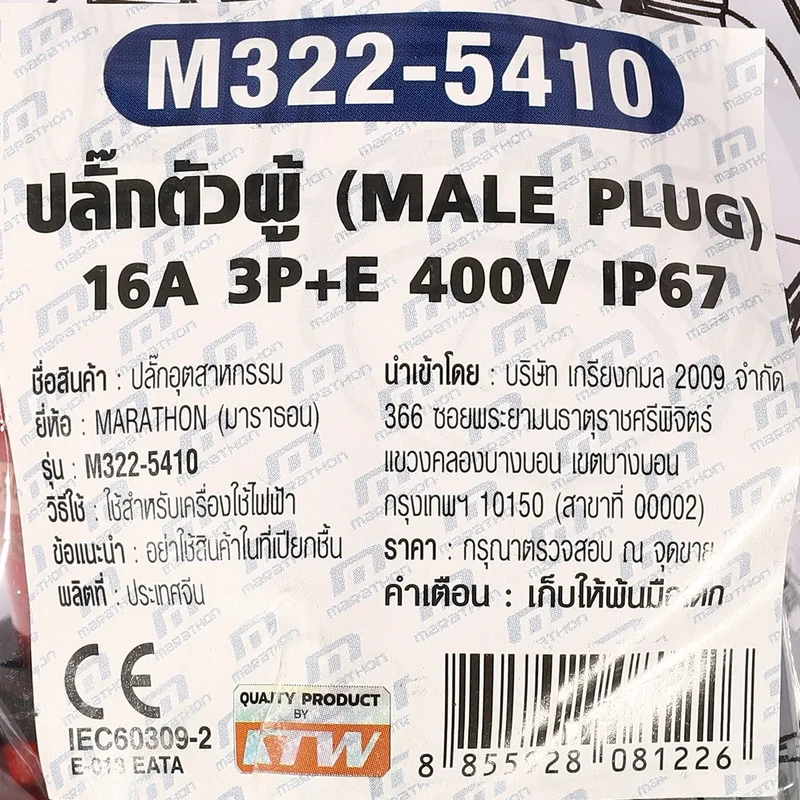 M322-5410
ปลั๊กตัวผู้ (MALE PLUG)
16A 3P+E 400V IP67
ชื่อสินค้า : ปลั๊กอุตสาหกรรม
ยี่ห้อ : MARATHON (มาราธอน)
รุ่น : M322-5410
วิธีใช้ : ใช้สำหรับเครื่องใช้ไฟฟ้า
ข้อแนะนำ : อย่าใช้สินค้าในที่เปียกชื้น
ผลิตที่ : ประเทศจีน
นำเข้าโดย : บริษัท เกรียงกมล 2009 จำกัด
366 ซอยพระยามนธาตุราชศรีพิจิตร์
แขวงคลองบางบอน เขตบางบอน
กรุงเทพฯ 10150 (สาขาที่ 00002)
ราคา : กรุณาตรวจสอบ ณ จุดขาย
คำเตือน : เก็บให้พ้นมือเด็ก
CE
IEC60309-2
E-013 EATA
QUALITY PRODUCT
BY
KTW
8 855928 081226